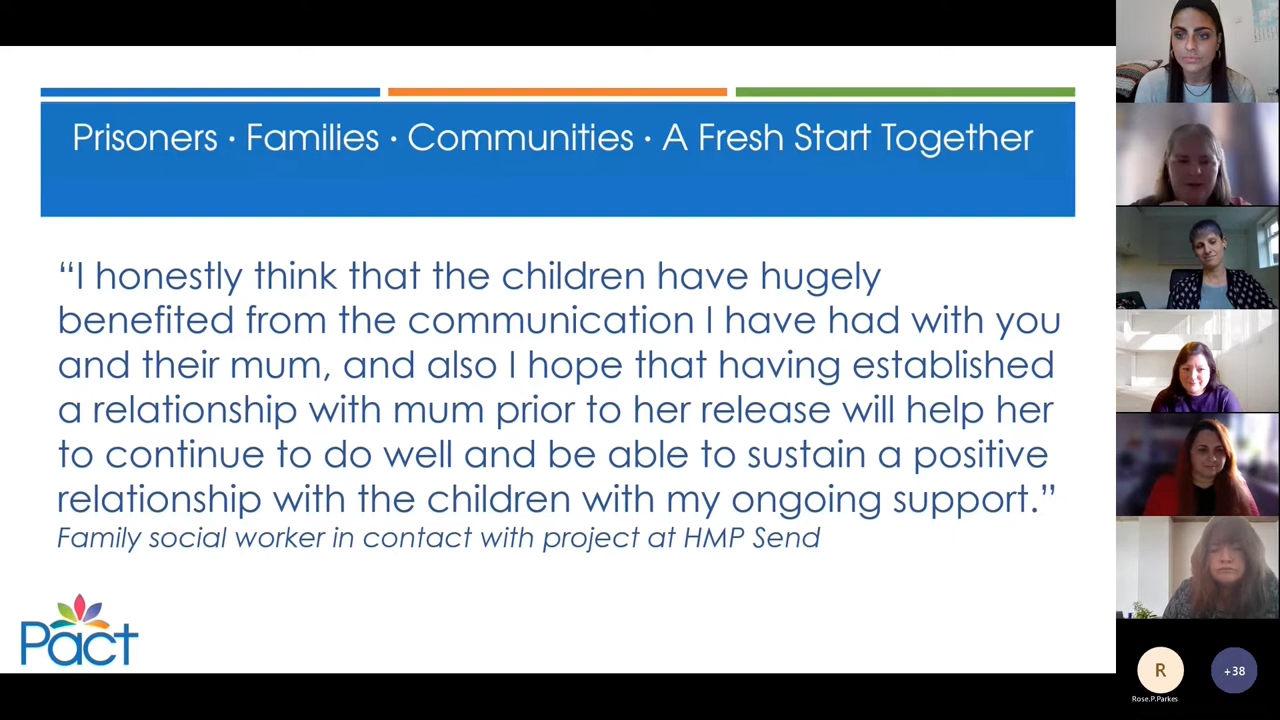 Prisoners · Families · Communities · A Fresh Start Together
“I honestly think that the children have hugely
benefited from the communication I have had with you
and their mum, and also I hope that having established
a relationship with mum prior to her release will help her
to continue to do well and be able to sustain a positive
relationship with the children with my ongoing support.”
Family social worker in contact with project at HMP Send
Pact
R
+38
Rose.P.Parkes